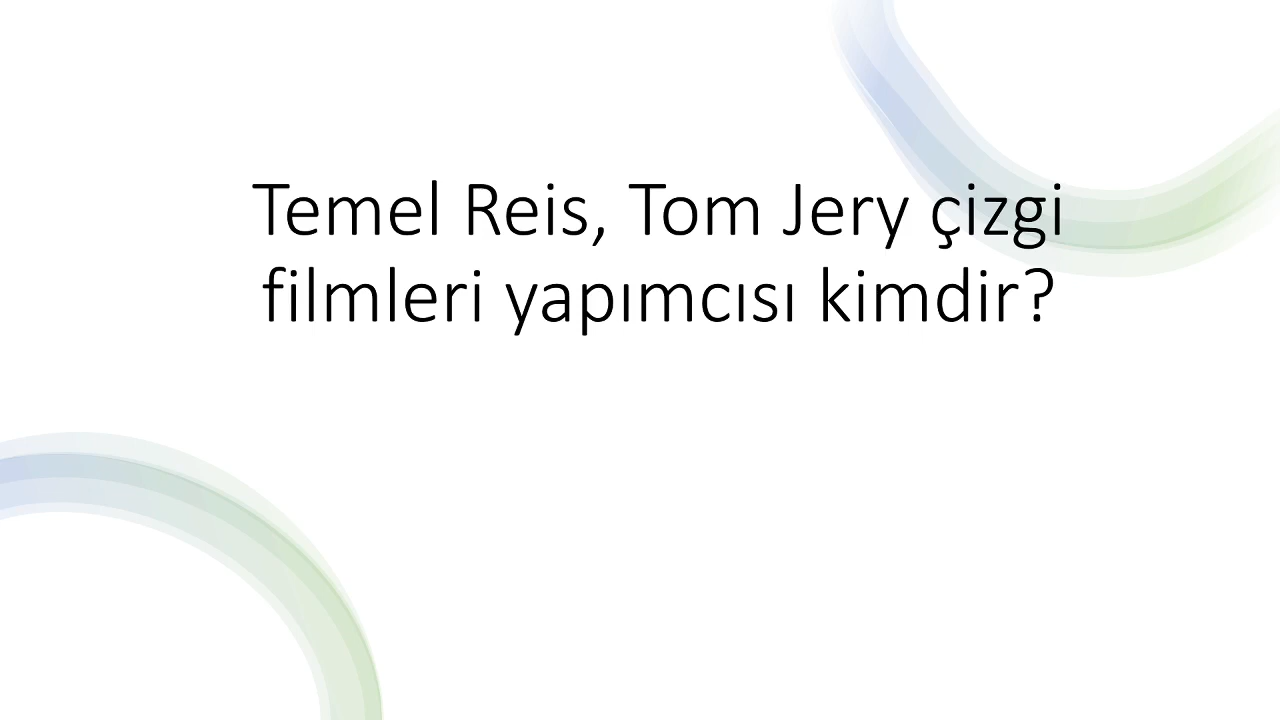 Temel Reis, Tom Jery çizgi
filmleri yapımcısı kimdir?